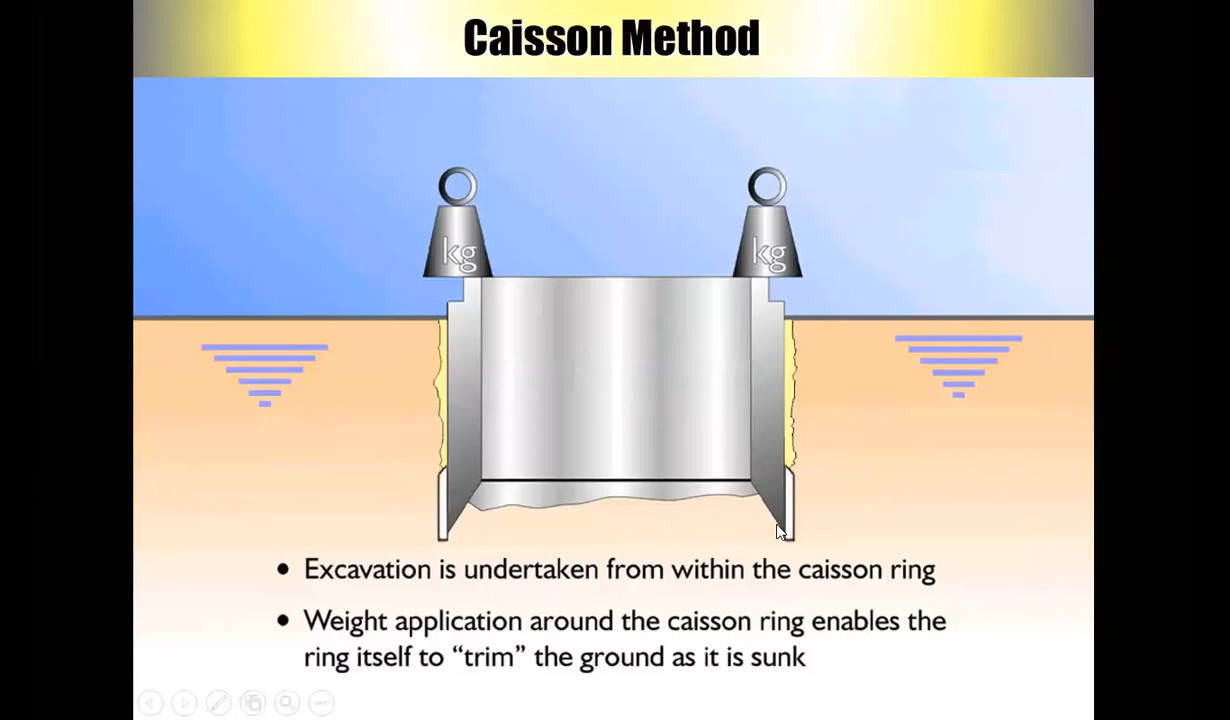 Caisson Method
kg kg
• Excavation is undertaken from within the caisson ring
• Weight application around the caisson ring enables the
ring itself to “trim” the ground as it is sunk